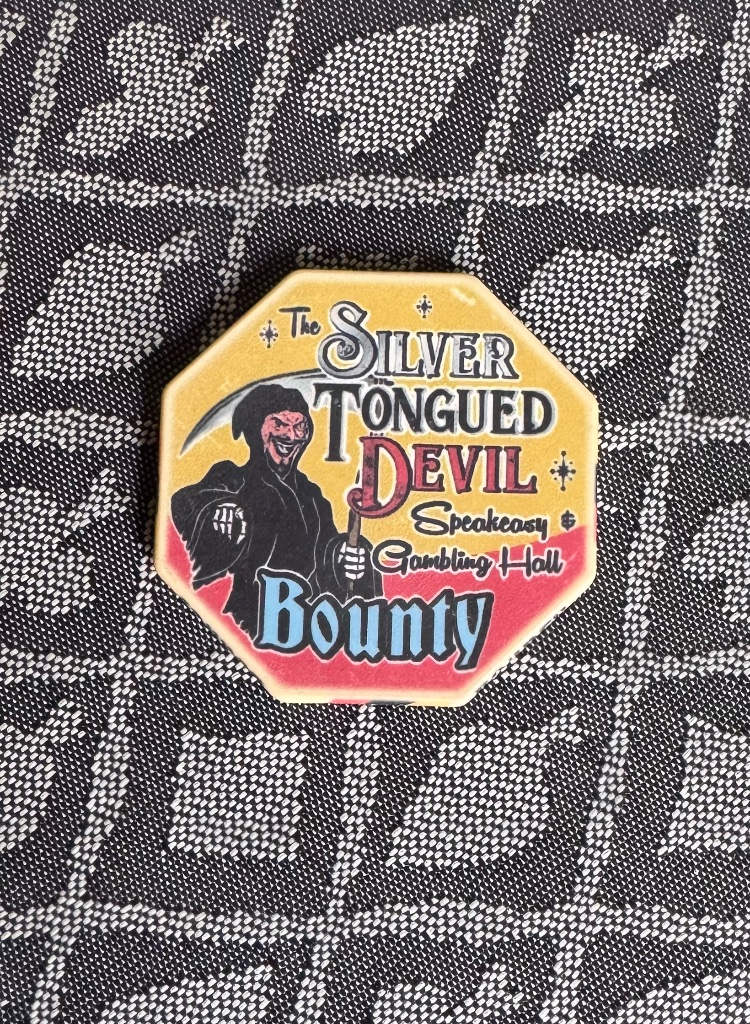 The SILVER
TONGUED
DEVIL
Speakeasy $
Gambling Hall
Bounty